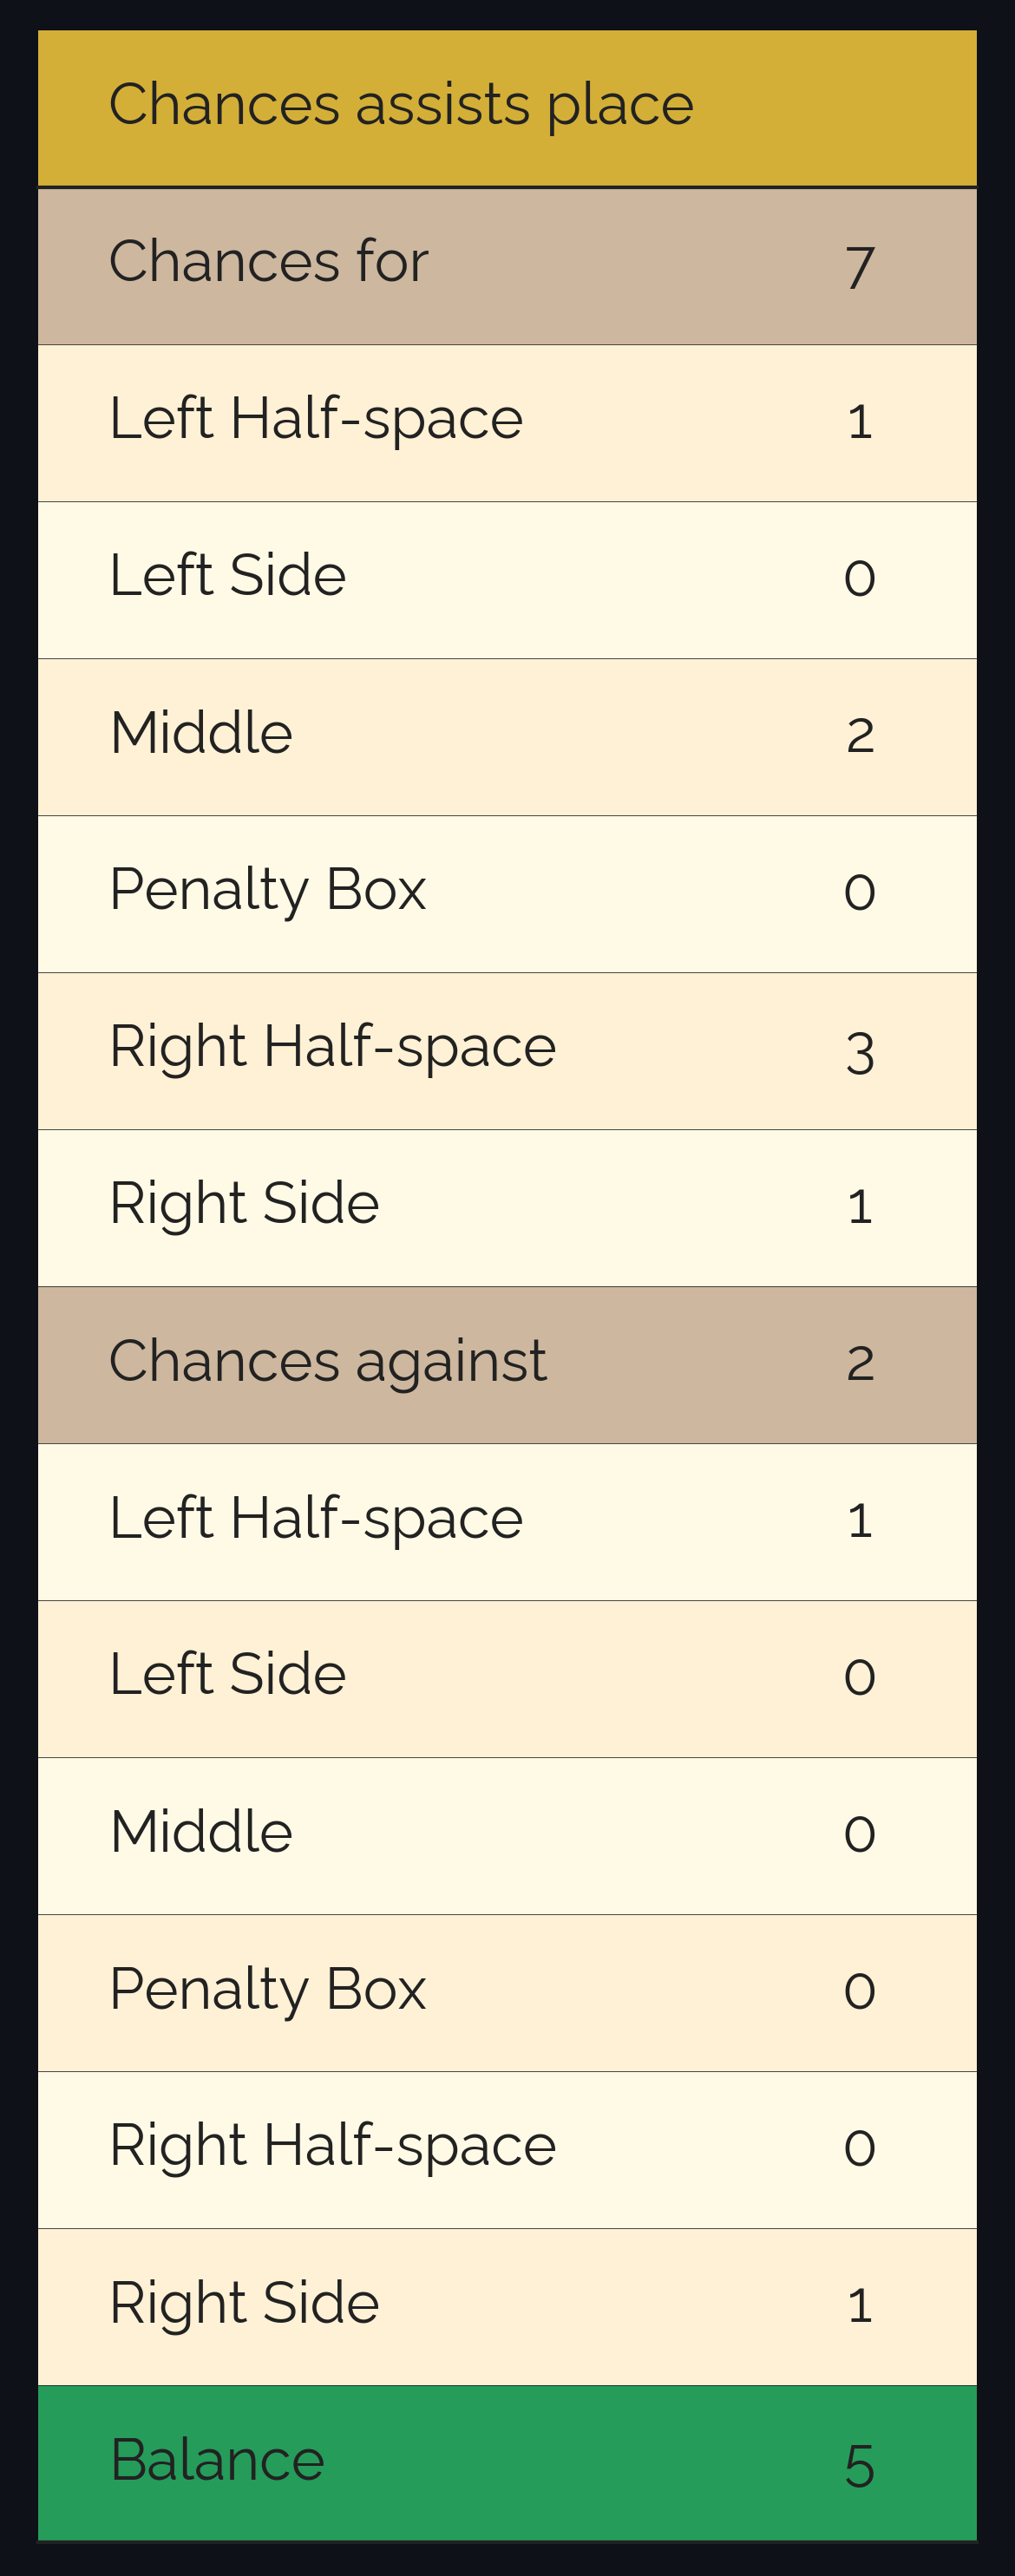 Chances assists place
Chances for 7
Left Half-space 1
Left Side 0
Middle 2
Penalty Box 0
Right Half-space 3
Right Side 1
Chances against 2
Left Half-space 1
Left Side 0
Middle 0
Penalty Box 0
Right Half-space 0
Right Side 1
Balance 5